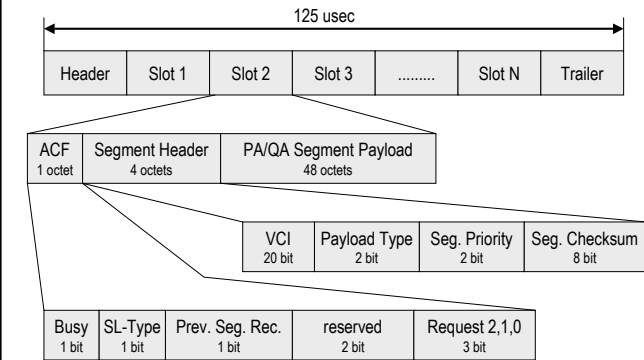 125 usec
Header Slot 1 Slot 2 Slot 3 ......... Slot N Trailer
ACF Segment Header PA/QA Segment Payload
1 octet 4 octets 48 octets
VCI Payload Type Seg. Priority Seg. Checksum
20 bit 2 bit 2 bit 8 bit
Busy SL-Type Prev. Seg. Rec. reserved Request 2,1,0
1 bit 1 bit 1 bit 2 bit 3 bit